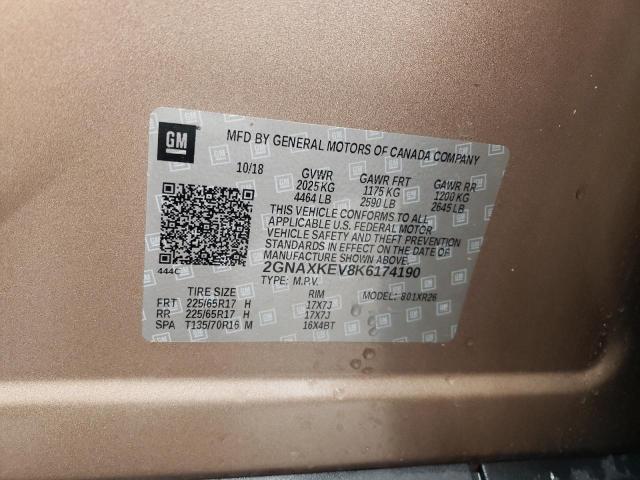 GM
MFD BY GENERAL MOTORS OF CANADA COMPANY
10/18 GVWR GAWR FRT GAWR RR
2025 KG 1175 KG 1200 KG
4464 LB 2590 LB 2645 LB
THIS VEHICLE CONFORMS TO ALL
APPLICABLE U.S. FEDERAL MOTOR
VEHICLE SAFETY AND THEFT PREVENTION
STANDARDS IN EFFECT ON THE DATE OF
MANUFACTURE SHOWN ABOVE.
444C 2GNAXKEV8K6174190
TYPE: M.P.V. MODEL: 801XR26
TIRE SIZE RIM
FRT 225/65R17 H 17X7J
RR 225/65R17 H 17X7J
SPA T135/70R16 M 16X4BT